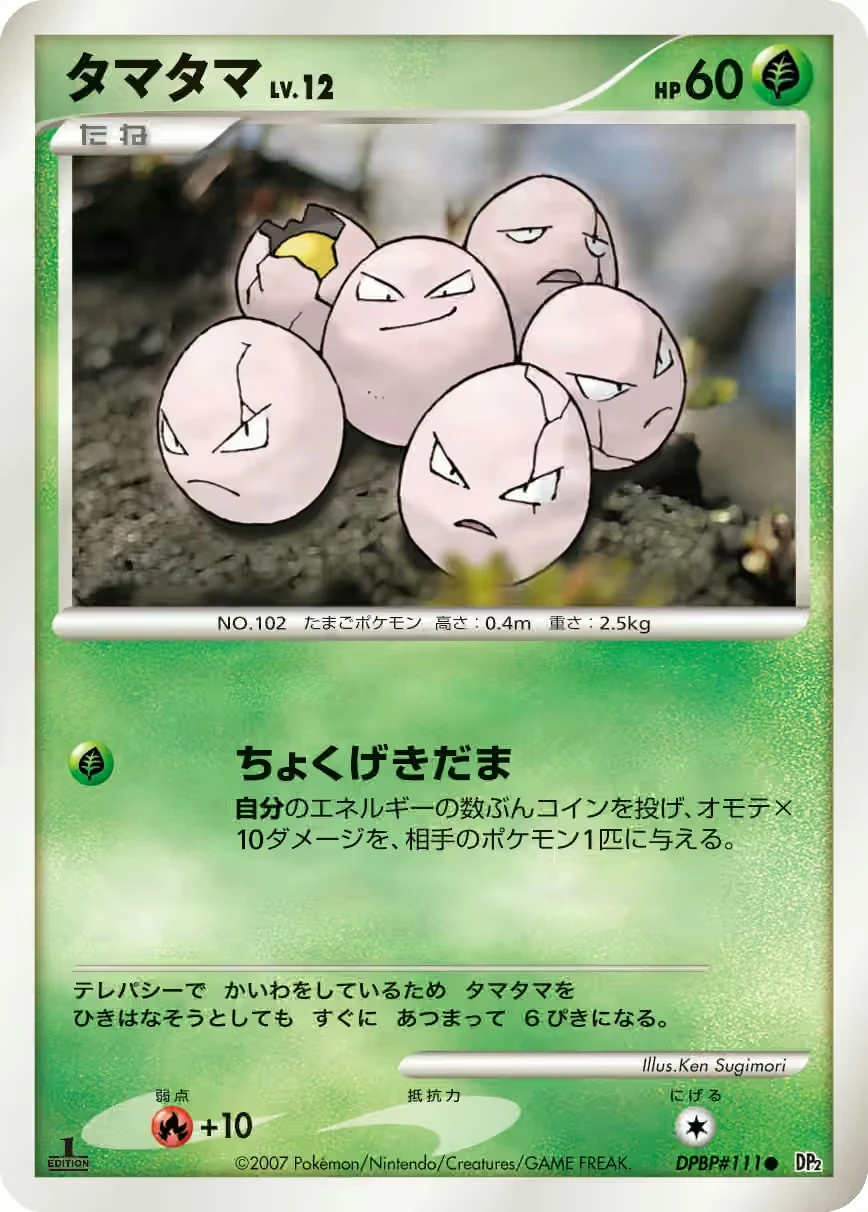 タマタマ LV.12 HP 60
たね
NO.102 たまごポケモン 高さ:0.4m 重さ:2.5kg
ちょくげきだま
自分のエネルギーの数ぶんコインを投げ、オモテ×
10ダメージを、相手のポケモン1匹に与える。
テレパシーで かいわをしているため タマタマを
ひきはなそうとしても すぐに あつまって 6ぴきになる。
Illus.Ken Sugimori
弱点 抵抗力 にげる
+10
1 EDITION
©2007 Pokémon/Nintendo/Creatures/GAME FREAK. DPBP#111● DP2